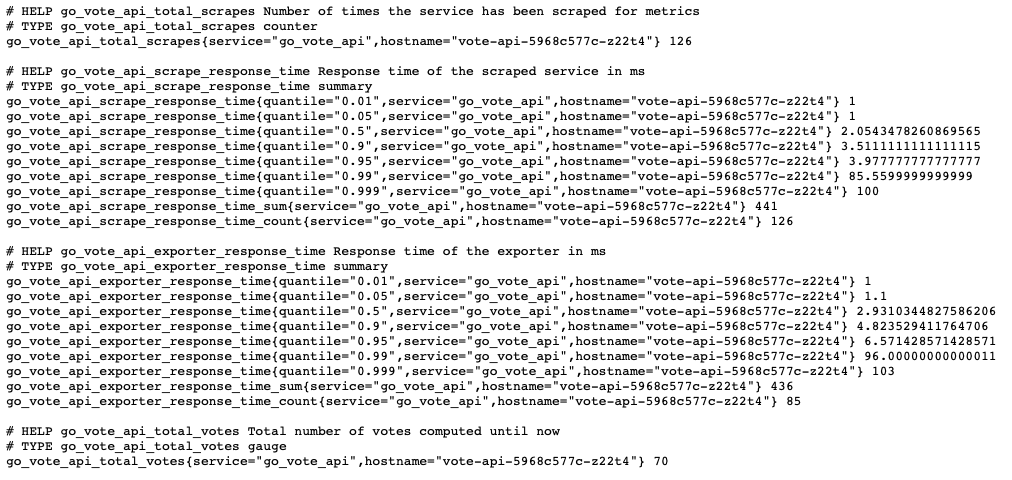 # HELP go_vote_api_total_scrapes Number of times the service has been scraped for metrics
# TYPE go_vote_api_total_scrapes counter
go_vote_api_total_scrapes{service="go_vote_api",hostname="vote-api-5968c577c-z22t4"} 126

# HELP go_vote_api_scrape_response_time Response time of the scraped service in ms
# TYPE go_vote_api_scrape_response_time summary
go_vote_api_scrape_response_time{quantile="0.01",service="go_vote_api",hostname="vote-api-5968c577c-z22t4"} 1
go_vote_api_scrape_response_time{quantile="0.05",service="go_vote_api",hostname="vote-api-5968c577c-z22t4"} 1
go_vote_api_scrape_response_time{quantile="0.5",service="go_vote_api",hostname="vote-api-5968c577c-z22t4"} 2.0543478260869565
go_vote_api_scrape_response_time{quantile="0.9",service="go_vote_api",hostname="vote-api-5968c577c-z22t4"} 3.5111111111111115
go_vote_api_scrape_response_time{quantile="0.95",service="go_vote_api",hostname="vote-api-5968c577c-z22t4"} 3.977777777777777
go_vote_api_scrape_response_time{quantile="0.99",service="go_vote_api",hostname="vote-api-5968c577c-z22t4"} 85.5599999999999
go_vote_api_scrape_response_time{quantile="0.999",service="go_vote_api",hostname="vote-api-5968c577c-z22t4"} 100
go_vote_api_scrape_response_time_sum{service="go_vote_api",hostname="vote-api-5968c577c-z22t4"} 441
go_vote_api_scrape_response_time_count{service="go_vote_api",hostname="vote-api-5968c577c-z22t4"} 126

# HELP go_vote_api_exporter_response_time Response time of the exporter in ms
# TYPE go_vote_api_exporter_response_time summary
go_vote_api_exporter_response_time{quantile="0.01",service="go_vote_api",hostname="vote-api-5968c577c-z22t4"} 1
go_vote_api_exporter_response_time{quantile="0.05",service="go_vote_api",hostname="vote-api-5968c577c-z22t4"} 1.1
go_vote_api_exporter_response_time{quantile="0.5",service="go_vote_api",hostname="vote-api-5968c577c-z22t4"} 2.9310344827586206
go_vote_api_exporter_response_time{quantile="0.9",service="go_vote_api",hostname="vote-api-5968c577c-z22t4"} 4.823529411764706
go_vote_api_exporter_response_time{quantile="0.95",service="go_vote_api",hostname="vote-api-5968c577c-z22t4"} 6.571428571428571
go_vote_api_exporter_response_time{quantile="0.99",service="go_vote_api",hostname="vote-api-5968c577c-z22t4"} 96.00000000000011
go_vote_api_exporter_response_time{quantile="0.999",service="go_vote_api",hostname="vote-api-5968c577c-z22t4"} 103
go_vote_api_exporter_response_time_sum{service="go_vote_api",hostname="vote-api-5968c577c-z22t4"} 436
go_vote_api_exporter_response_time_count{service="go_vote_api",hostname="vote-api-5968c577c-z22t4"} 85

# HELP go_vote_api_total_votes Total number of votes computed until now
# TYPE go_vote_api_total_votes gauge
go_vote_api_total_votes{service="go_vote_api",hostname="vote-api-5968c577c-z22t4"} 70